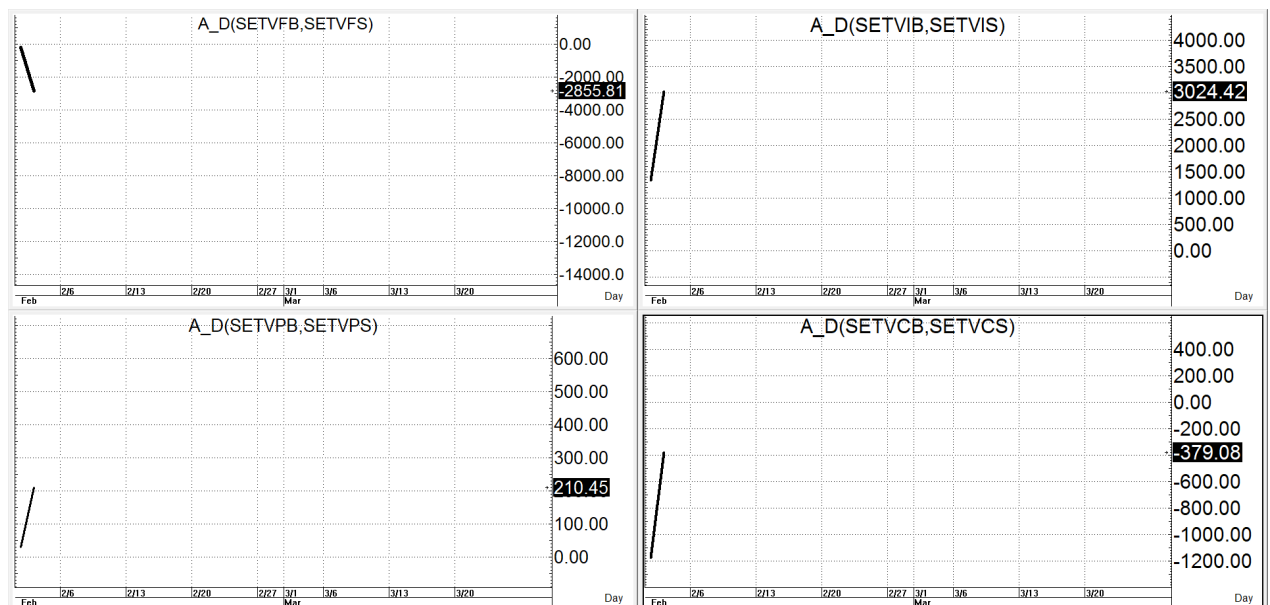 A_D(SETVFB,SETVFS)
0.00
-2000.00
-2855.81
-4000.00
-6000.00
-8000.00
-10000.0
-12000.0
-14000.0
2/6 2/13 2/20 2/27 3/1 3/6 3/13 3/20
Feb Mar Day
A_D(SETVIB,SETVIS)
4000.00
3500.00
3024.42
2500.00
2000.00
1500.00
1000.00
500.00
0.00
2/6 2/13 2/20 2/27 3/1 3/6 3/13 3/20
Feb Mar Day
A_D(SETVPB,SETVPS)
600.00
500.00
400.00
300.00
210.45
100.00
0.00
2/6 2/13 2/20 2/27 3/1 3/6 3/13 3/20
Feb Mar Day
A_D(SETVCB,SETVCS)
400.00
200.00
0.00
-200.00
-379.08
-600.00
-800.00
-1000.00
-1200.00
2/6 2/13 2/20 2/27 3/1 3/6 3/13 3/20
Feb Mar Day